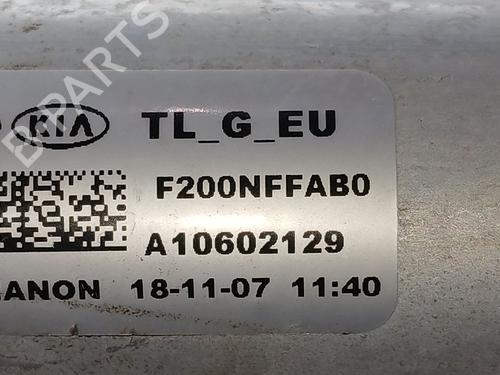 KIA TL_G_EU
F200NFFAB0
A10602129
ANON 18-11-07 11:40
B-PARTS